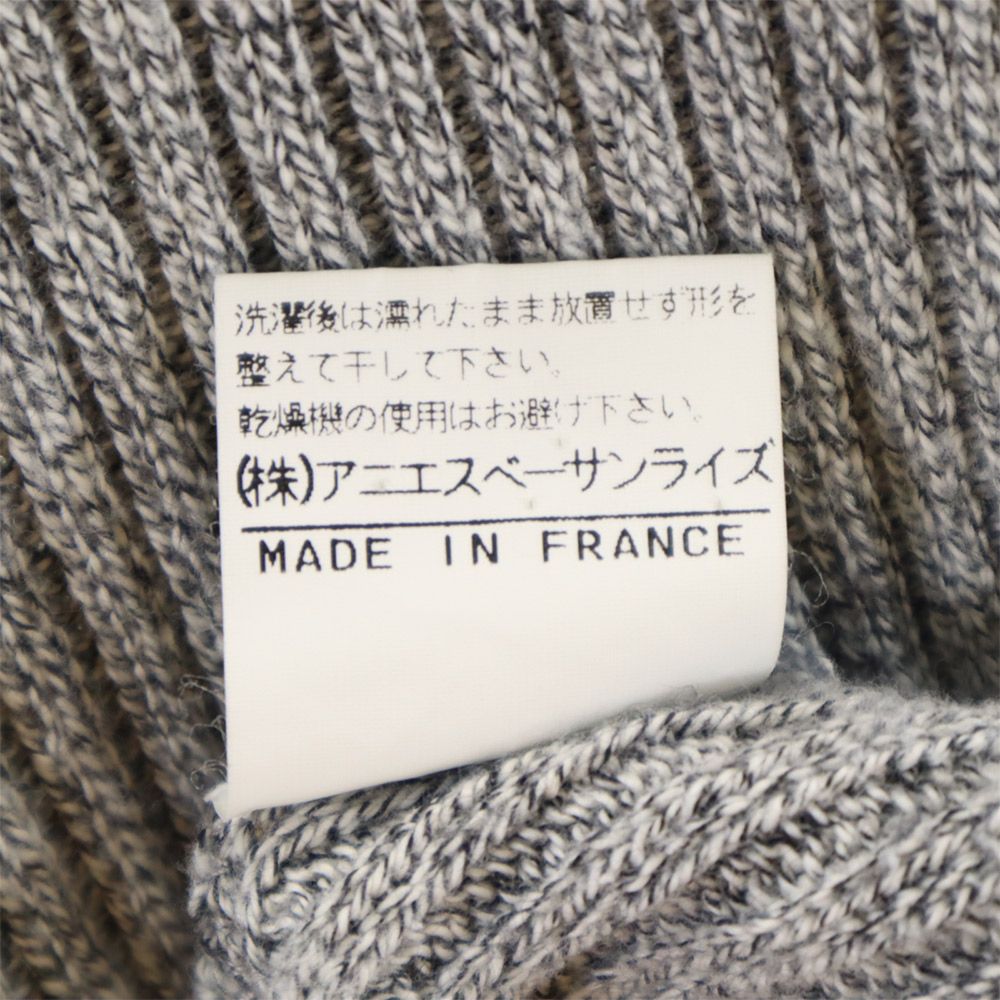 洗濯後は濡れたまま放置せず形を
整えて干して下さい。
乾燥機の使用はお避け下さい。
(株)アニエスベーサンライズ
MADE IN FRANCE